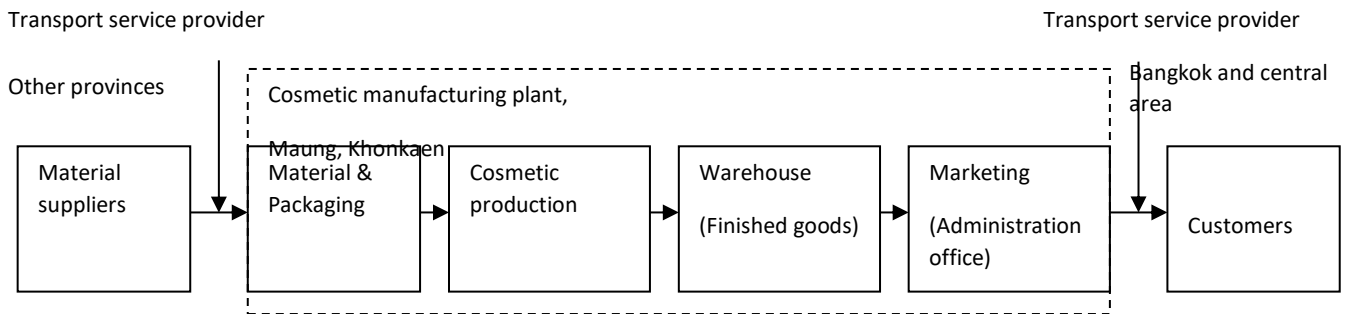 Transport service provider
Transport service provider
Other provinces
Bangkok and central
area
Cosmetic manufacturing plant,
Maung, Khonkaen
Material
suppliers
Material &
Packaging
Cosmetic
production
Warehouse
(Finished goods)
Marketing
(Administration
office)
Customers